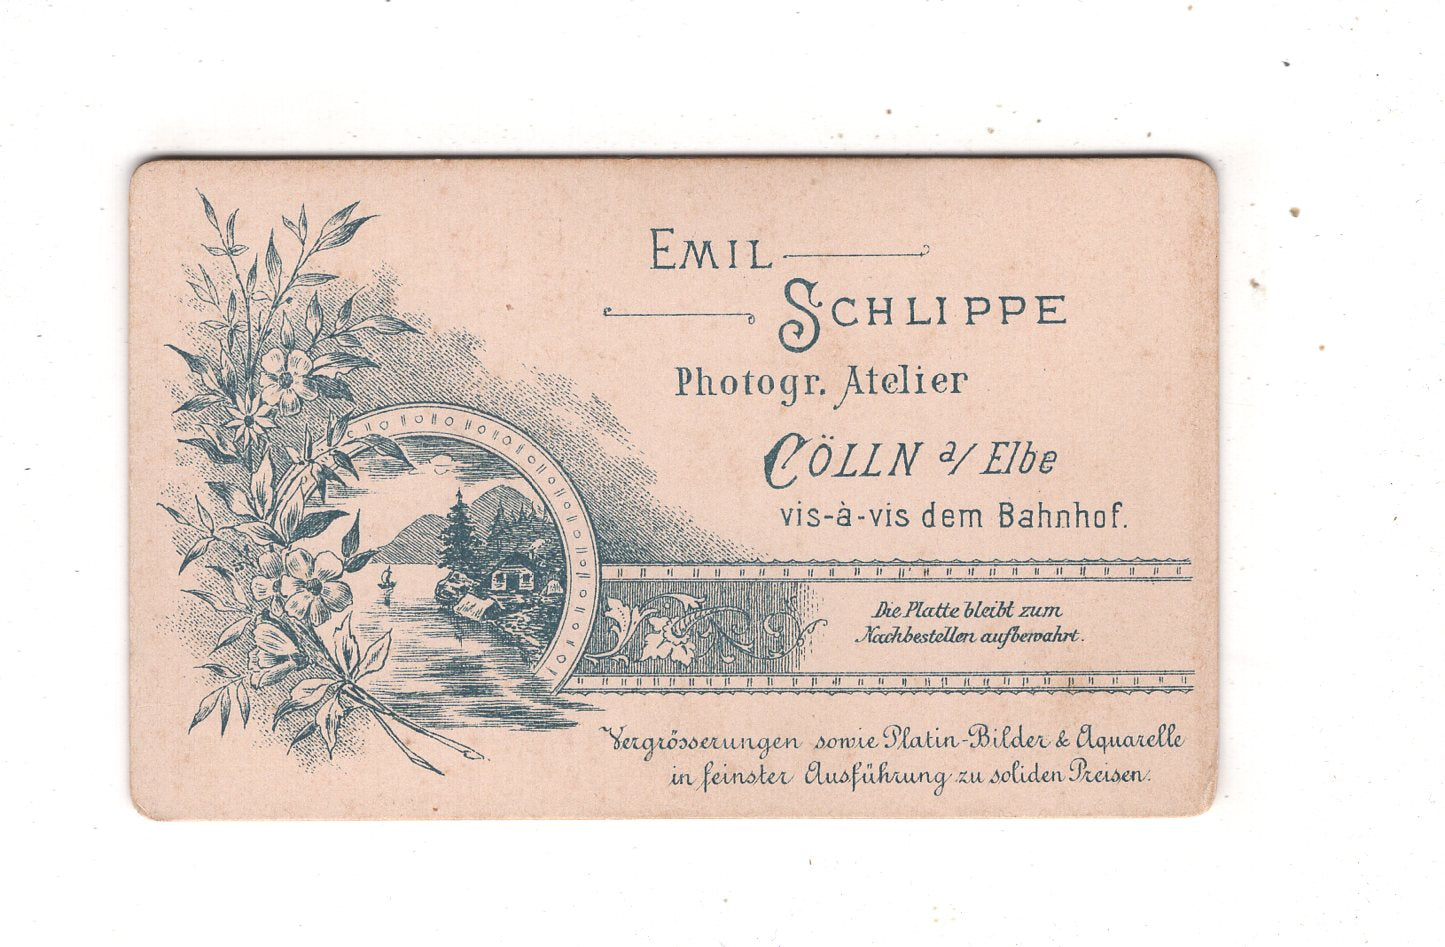 EMIL
SCHLIPPE
Photogr. Atelier
CÖLLN a/ Elbe
vis-à-vis dem Bahnhof.
Die Platte bleibt zum
Nachbestellen aufbewahrt.
Vergrösserungen sowie Platin-Bilder & Aquarelle
in feinster Ausführung zu soliden Preisen.